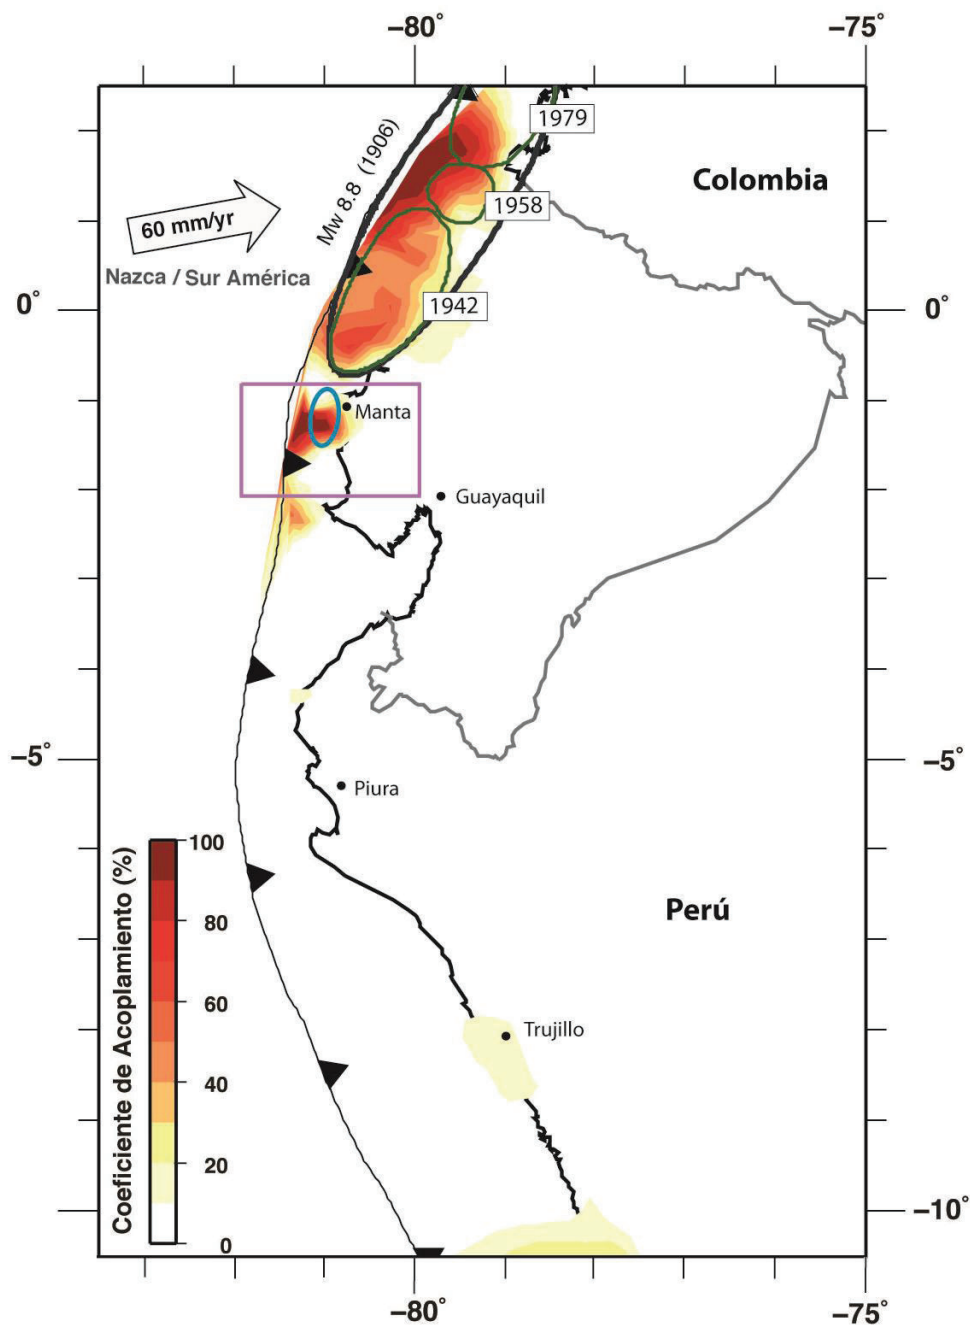 −80° −75°
1979
Mw 8.8 (1906)
Colombia
1958
60 mm/yr
Nazca / Sur América
0° 0°
1942
Manta
Guayaquil
−5° −5°
Piura
Coeficiente de Acoplamiento (%)
100
80
60
40
20
0
Perú
Trujillo
−10°
−80° −75°